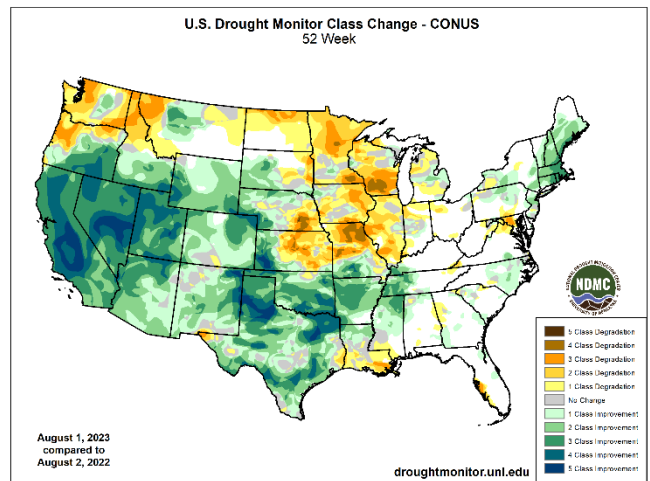 U.S. Drought Monitor Class Change - CONUS
52 Week
NDMC
5 Class Degradation
4 Class Degradation
3 Class Degradation
2 Class Degradation
1 Class Degradation
No Change
1 Class Improvement
2 Class Improvement
3 Class Improvement
4 Class Improvement
5 Class Improvement
August 1, 2023
compared to
August 2, 2022
droughtmonitor.unl.edu